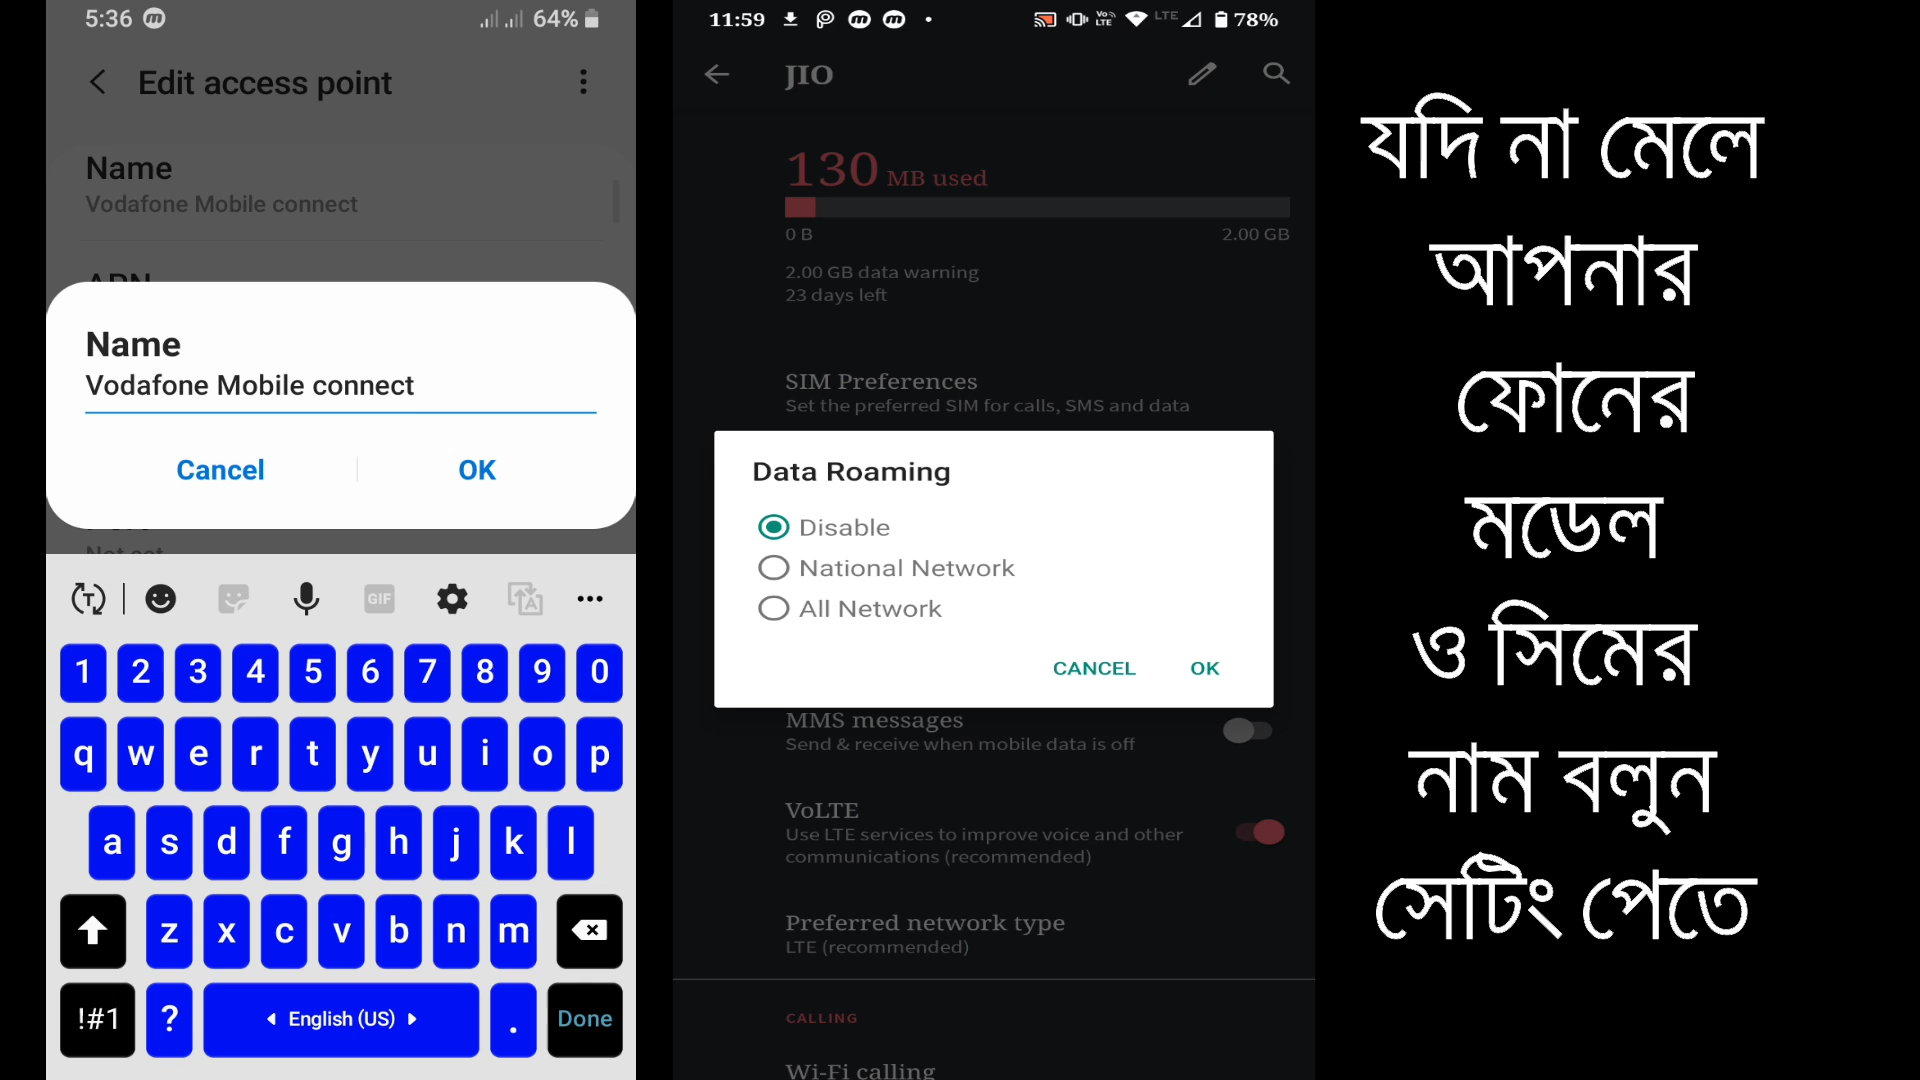 5:36
64%
Edit access point
Name
Vodafone Mobile connect
APN
Name
Vodafone Mobile connect
Cancel
OK
Not set
GIF
1 2 3 4 5 6 7 8 9 0
q w e r t y u i o p
a s d f g h j k l
z x c v b n m
!#1 ? English (US) . Done
11:59
LTE 78%
JIO
130 MB used
0 B
2.00 GB
2.00 GB data warning
23 days left
SIM Preferences
Set the preferred SIM for calls, SMS and data
Data Roaming
Disable
National Network
All Network
CANCEL
OK
MMS messages
Send & receive when mobile data is off
VoLTE
Use LTE services to improve voice and other
communications (recommended)
Preferred network type
LTE (recommended)
CALLING
Wi-Fi calling
যদি না মেলে
আপনার
ফোনের
মডেল
ও সিমের
নাম বলুন
সেটিং পেতে